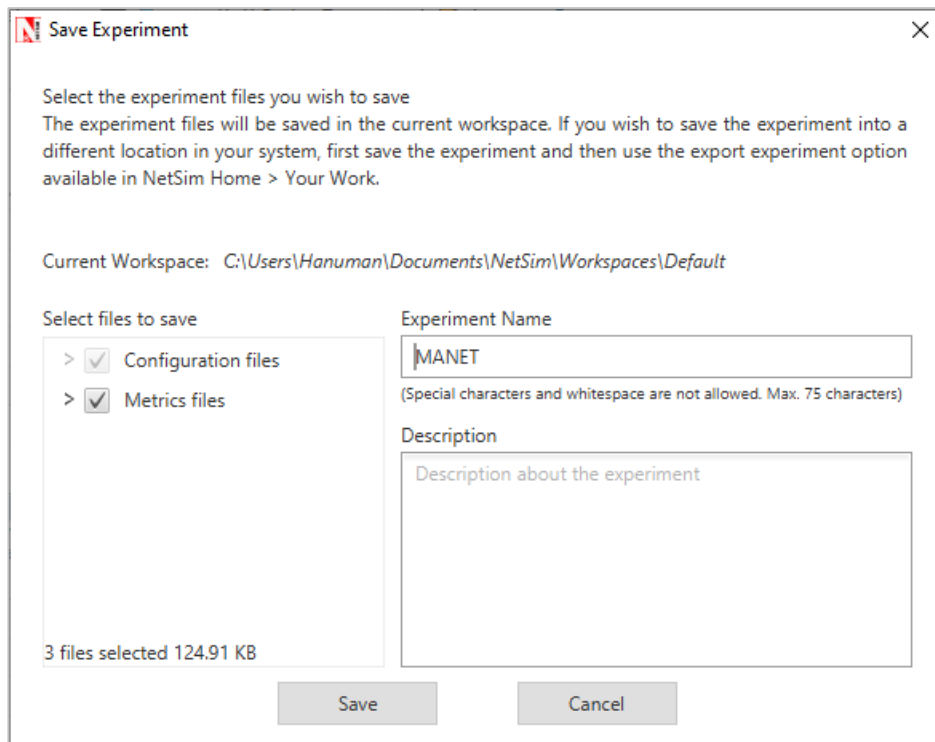 Save Experiment
Select the experiment files you wish to save
The experiment files will be saved in the current workspace. If you wish to save the experiment into a
different location in your system, first save the experiment and then use the export experiment option
available in NetSim Home > Your Work.
Current Workspace: C:\Users\Hanuman\Documents\NetSim\Workspaces\Default
Select files to save
Configuration files
Metrics files
3 files selected 124.91 KB
Experiment Name
MANET
(Special characters and whitespace are not allowed. Max. 75 characters)
Description
Description about the experiment
Save
Cancel